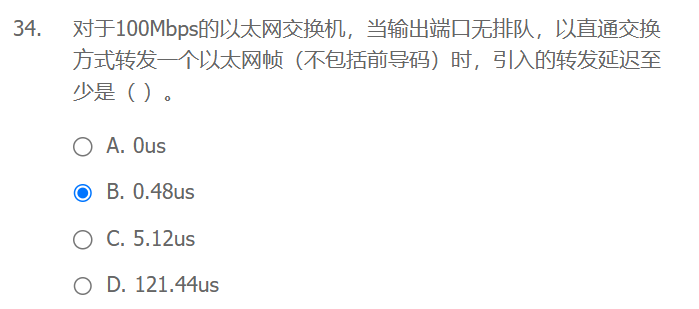 34. 对于100Mbps的以太网交换机，当输出端口无排队，以直通交换
方式转发一个以太网帧（不包括前导码）时，引入的转发延迟至
少是（ ）。
A. 0us
B. 0.48us
C. 5.12us
D. 121.44us